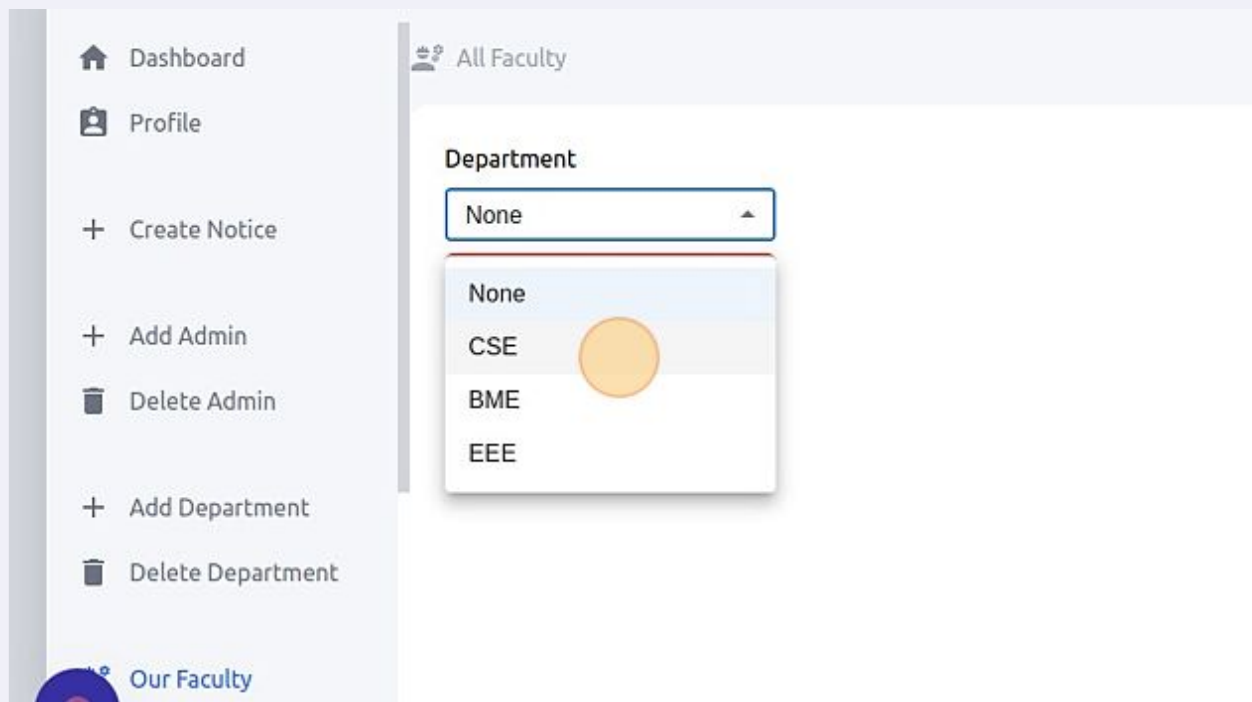 Dashboard
Profile
Create Notice
Add Admin
Delete Admin
Add Department
Delete Department
Our Faculty
All Faculty
Department
None
None
CSE
BME
EEE